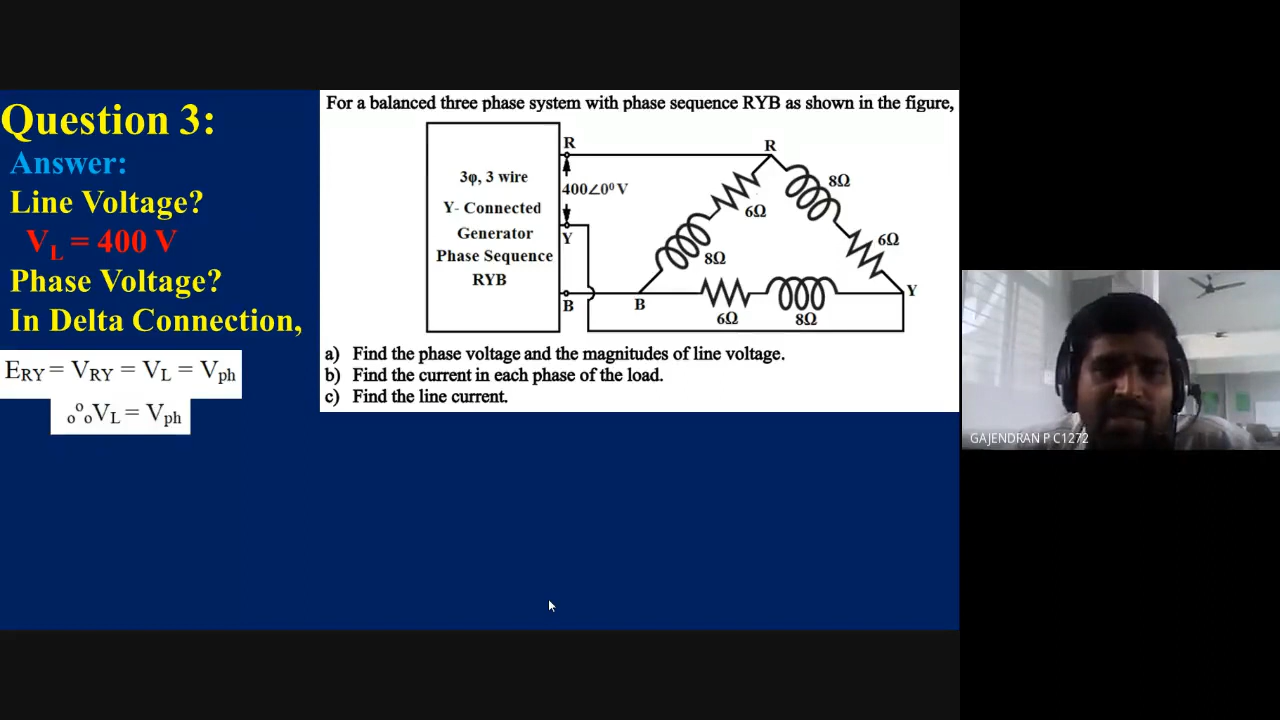 Question 3:
Answer:
Line Voltage?
VL = 400 V
Phase Voltage?
In Delta Connection,
ERY = VRY = VL = Vph
∴ VL = Vph
For a balanced three phase system with phase sequence RYB as shown in the figure,
3φ, 3 wire
Y- Connected
Generator
Phase Sequence
RYB
R
400∠0⁰ V
Y
B
R
8Ω
6Ω
6Ω
8Ω
B
Y
6Ω
8Ω
a) Find the phase voltage and the magnitudes of line voltage.
b) Find the current in each phase of the load.
c) Find the line current.
GAJENDRAN P C1272